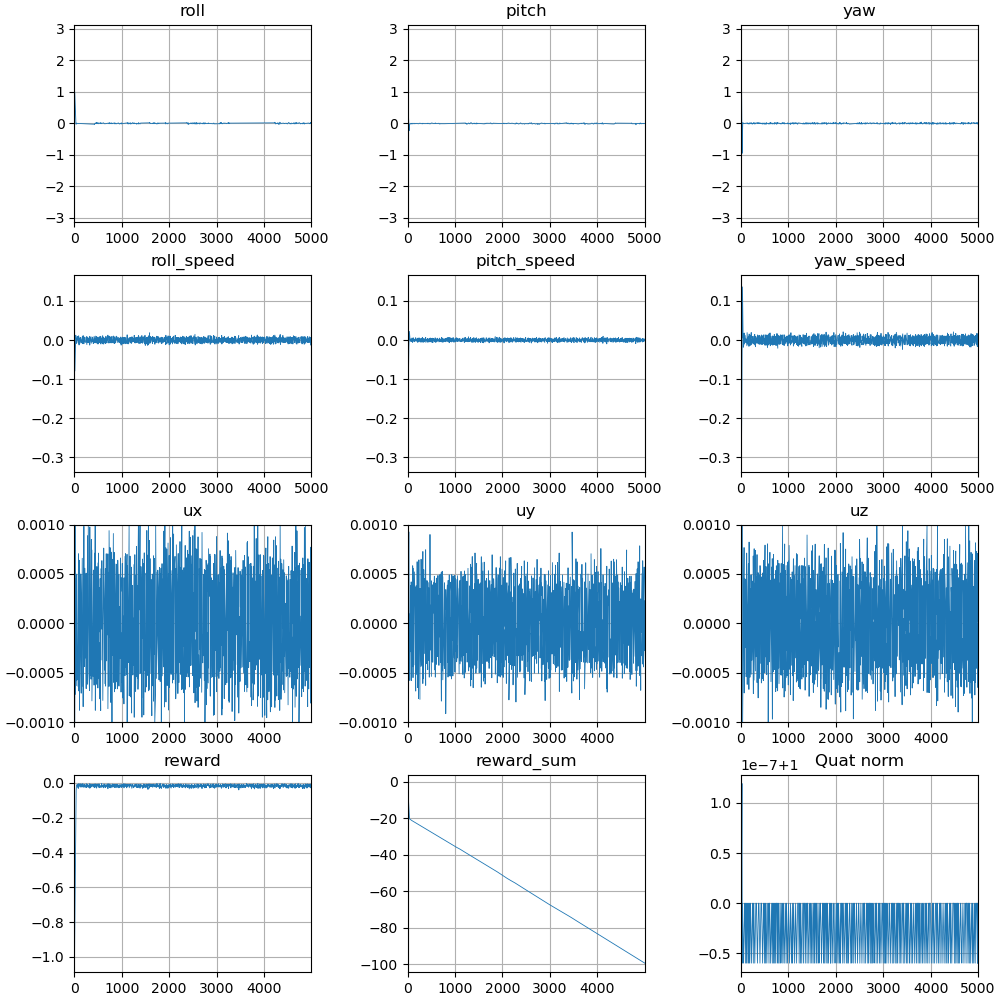 roll pitch yaw
3 3 3
2 2 2
1 1 1
0 0 0
−1 −1 −1
−2 −2 −2
−3 −3 −3
0 1000 2000 3000 4000 5000 0 1000 2000 3000 4000 5000 0 1000 2000 3000 4000 5000
roll_speed pitch_speed yaw_speed
0.1 0.1 0.1
0.0 0.0 0.0
−0.1 −0.1 −0.1
−0.2 −0.2 −0.2
−0.3 −0.3 −0.3
0 1000 2000 3000 4000 5000 0 1000 2000 3000 4000 5000 0 1000 2000 3000 4000 5000
ux uy uz
0.0010 0.0010 0.0010
0.0005 0.0005 0.0005
0.0000 0.0000 0.0000
−0.0005 −0.0005 −0.0005
−0.0010 −0.0010 −0.0010
0 1000 2000 3000 4000 0 1000 2000 3000 4000 0 1000 2000 3000 4000
reward reward_sum 1e−7+1 Quat norm
0.0 0 1.0
−0.2 −20 0.5
−0.4 −40 0.0
−0.6 −60 −0.5
−0.8 −80
−1.0 −100
0 1000 2000 3000 4000 5000 0 1000 2000 3000 4000 5000 0 1000 2000 3000 4000 5000